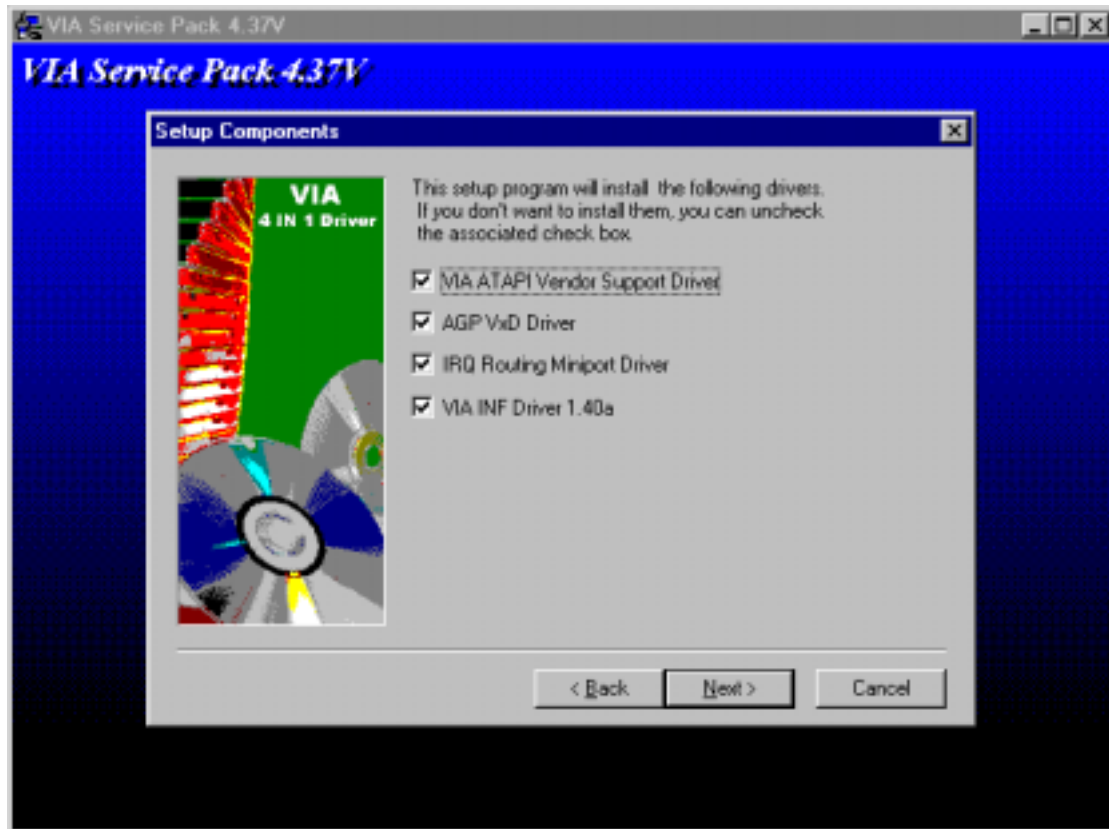 VIA Service Pack 4.37V
VIA Service Pack 4.37V
Setup Components
VIA
4 IN 1 Driver
This setup program will install the following drivers.
If you don't want to install them, you can uncheck
the associated check box.
VIA ATAPI Vendor Support Driver
AGP VxD Driver
IRQ Routing Miniport Driver
VIA INF Driver 1.40a
< Back
Next >
Cancel